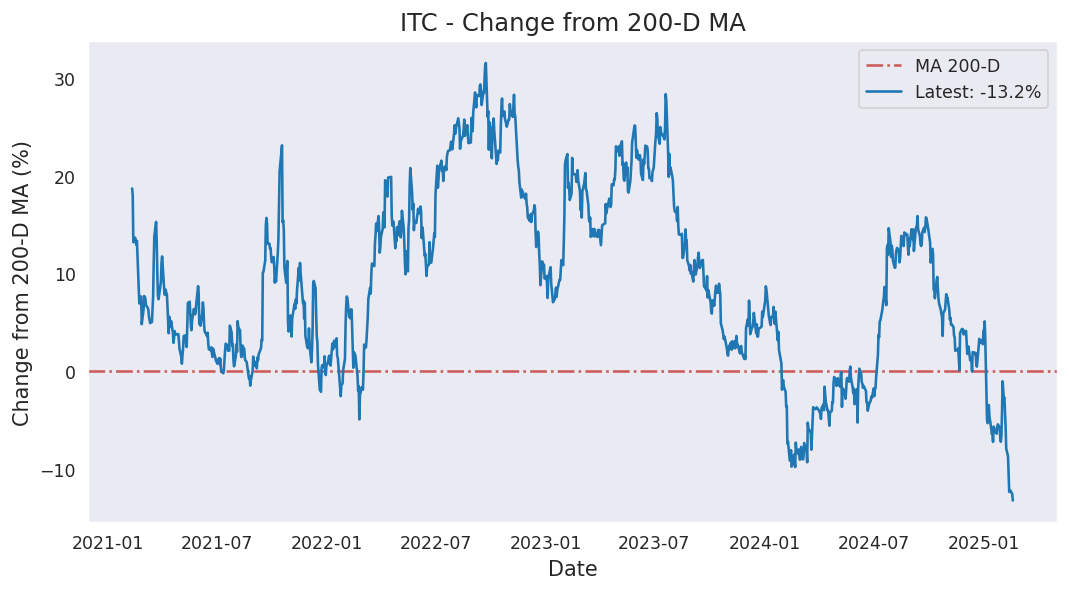 ITC - Change from 200-D MA
MA 200-D
Latest: -13.2%
Change from 200-D MA (%)
30
20
10
0
−10
2021-01 2021-07 2022-01 2022-07 2023-01 2023-07 2024-01 2024-07 2025-01
Date